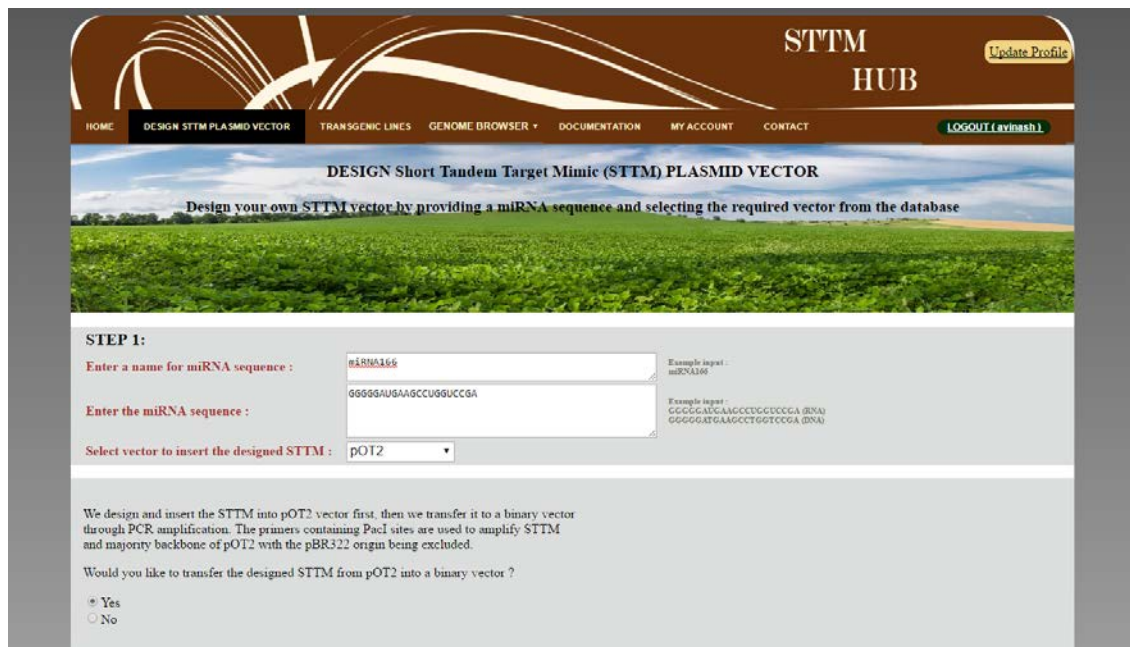 STTM
HUB
Update Profile
HOME DESIGN STTM PLASMID VECTOR TRANSGENIC LINES GENOME BROWSER ▾ DOCUMENTATION MY ACCOUNT CONTACT LOGOUT ( avinash )
DESIGN Short Tandem Target Mimic (STTM) PLASMID VECTOR
Design your own STTM vector by providing a miRNA sequence and selecting the required vector from the database
STEP 1:
Enter a name for miRNA sequence :
miRNA166
Example input :
miRNA166
Enter the miRNA sequence :
GGGGGAUGAAGCCUGGUCCGA
Example input :
GGGGGAUGAAGCCUGGUCCGA (RNA)
GGGGGATGAAGCCTGGTCCGA (DNA)
Select vector to insert the designed STTM :
pOT2
We design and insert the STTM into pOT2 vector first, then we transfer it to a binary vector
through PCR amplification. The primers containing PacI sites are used to amplify STTM
and majority backbone of pOT2 with the pBR322 origin being excluded.
Would you like to transfer the designed STTM from pOT2 into a binary vector ?
Yes
No